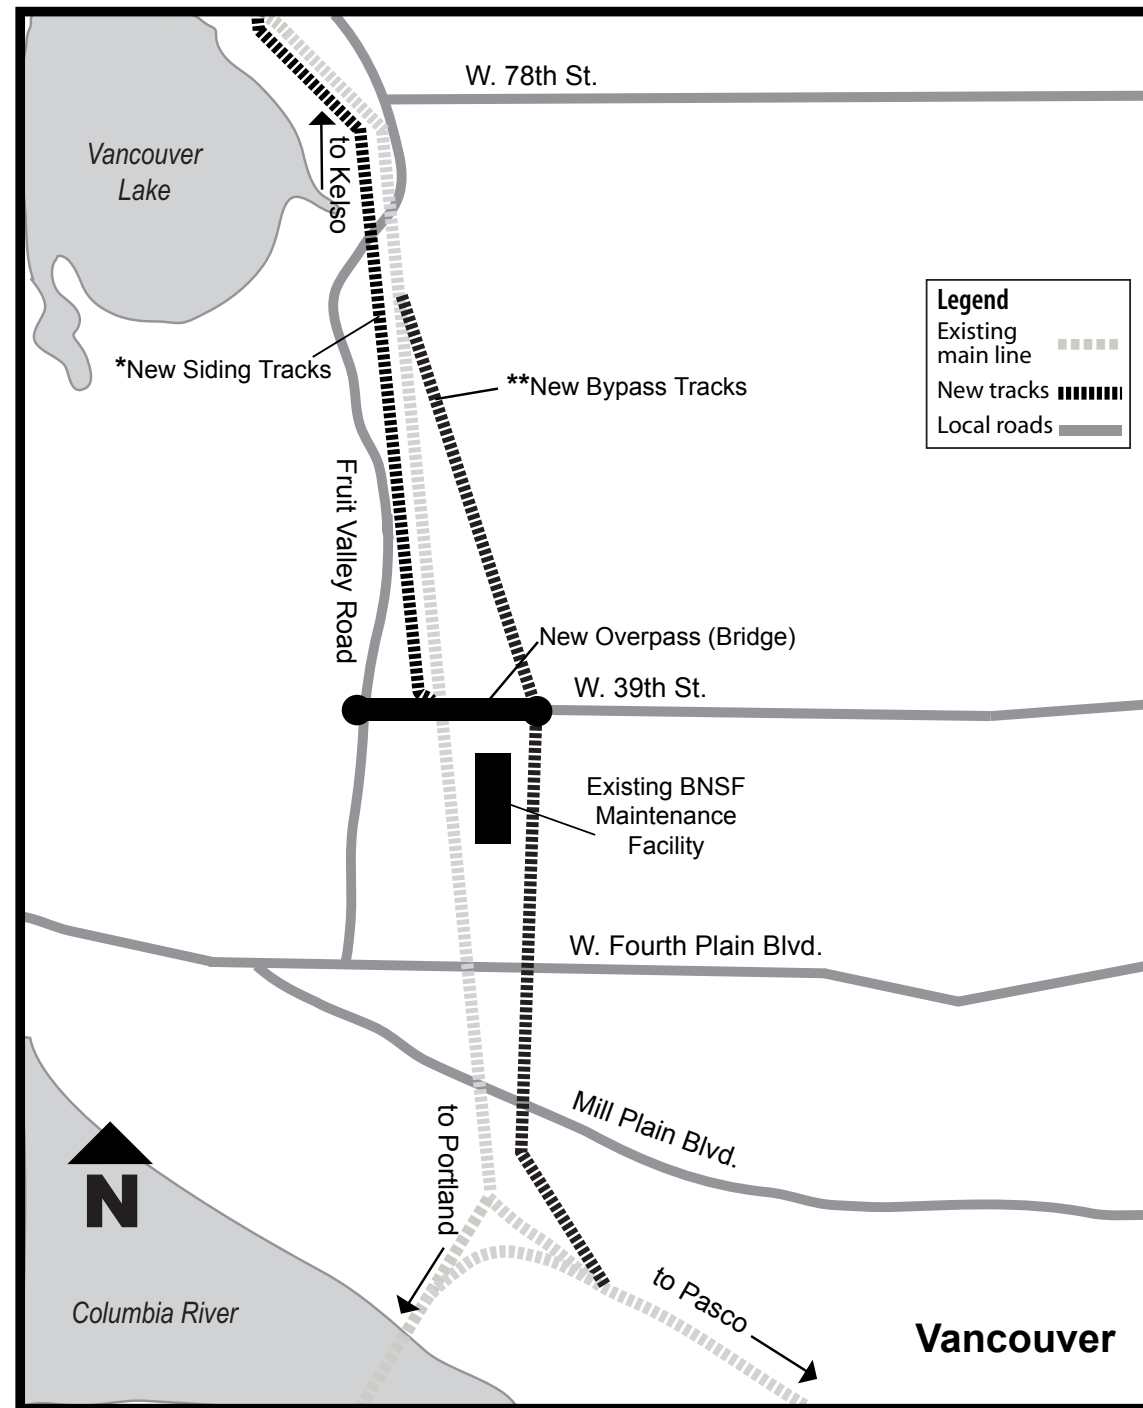 W. 78th St.
Vancouver
Lake
to Kelso
Legend
Existing
main line
New tracks
Local roads
*New Siding Tracks
**New Bypass Tracks
Fruit Valley Road
New Overpass (Bridge)
W. 39th St.
Existing BNSF
Maintenance
Facility
W. Fourth Plain Blvd.
Mill Plain Blvd.
to Portland
N
to Pasco
Columbia River
Vancouver